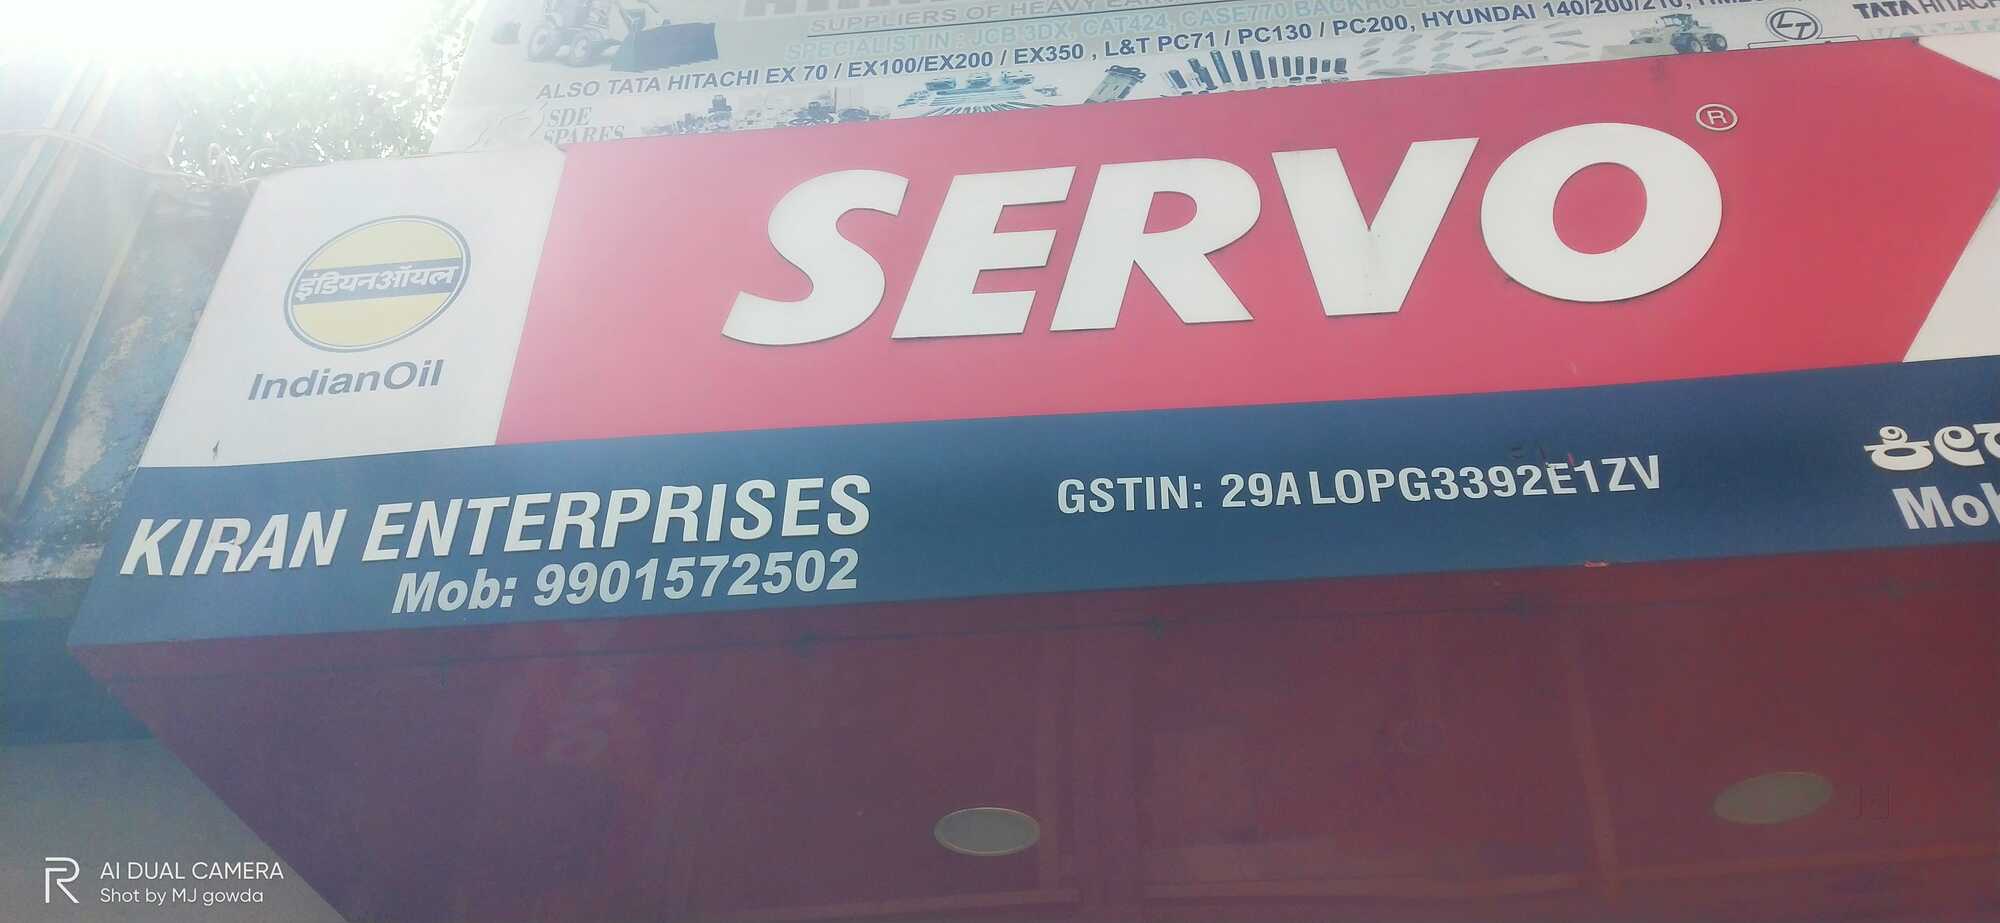 SUPPLIERS OF HEAVY
SPECIALIST IN : JCB 3DX, CAT424, CASE770
ALSO TATA HITACHI EX 70 / EX100/EX200 / EX350 , L&T PC71 / PC130 / PC200, HYUNDAI 140/200/210,
TATA
SDE
SPARES
SERVO®
इंडियनऑयल
IndianOil
KIRAN ENTERPRISES
Mob: 9901572502
GSTIN: 29ALOPG3392E1ZV
AI DUAL CAMERA
Shot by MJ gowda